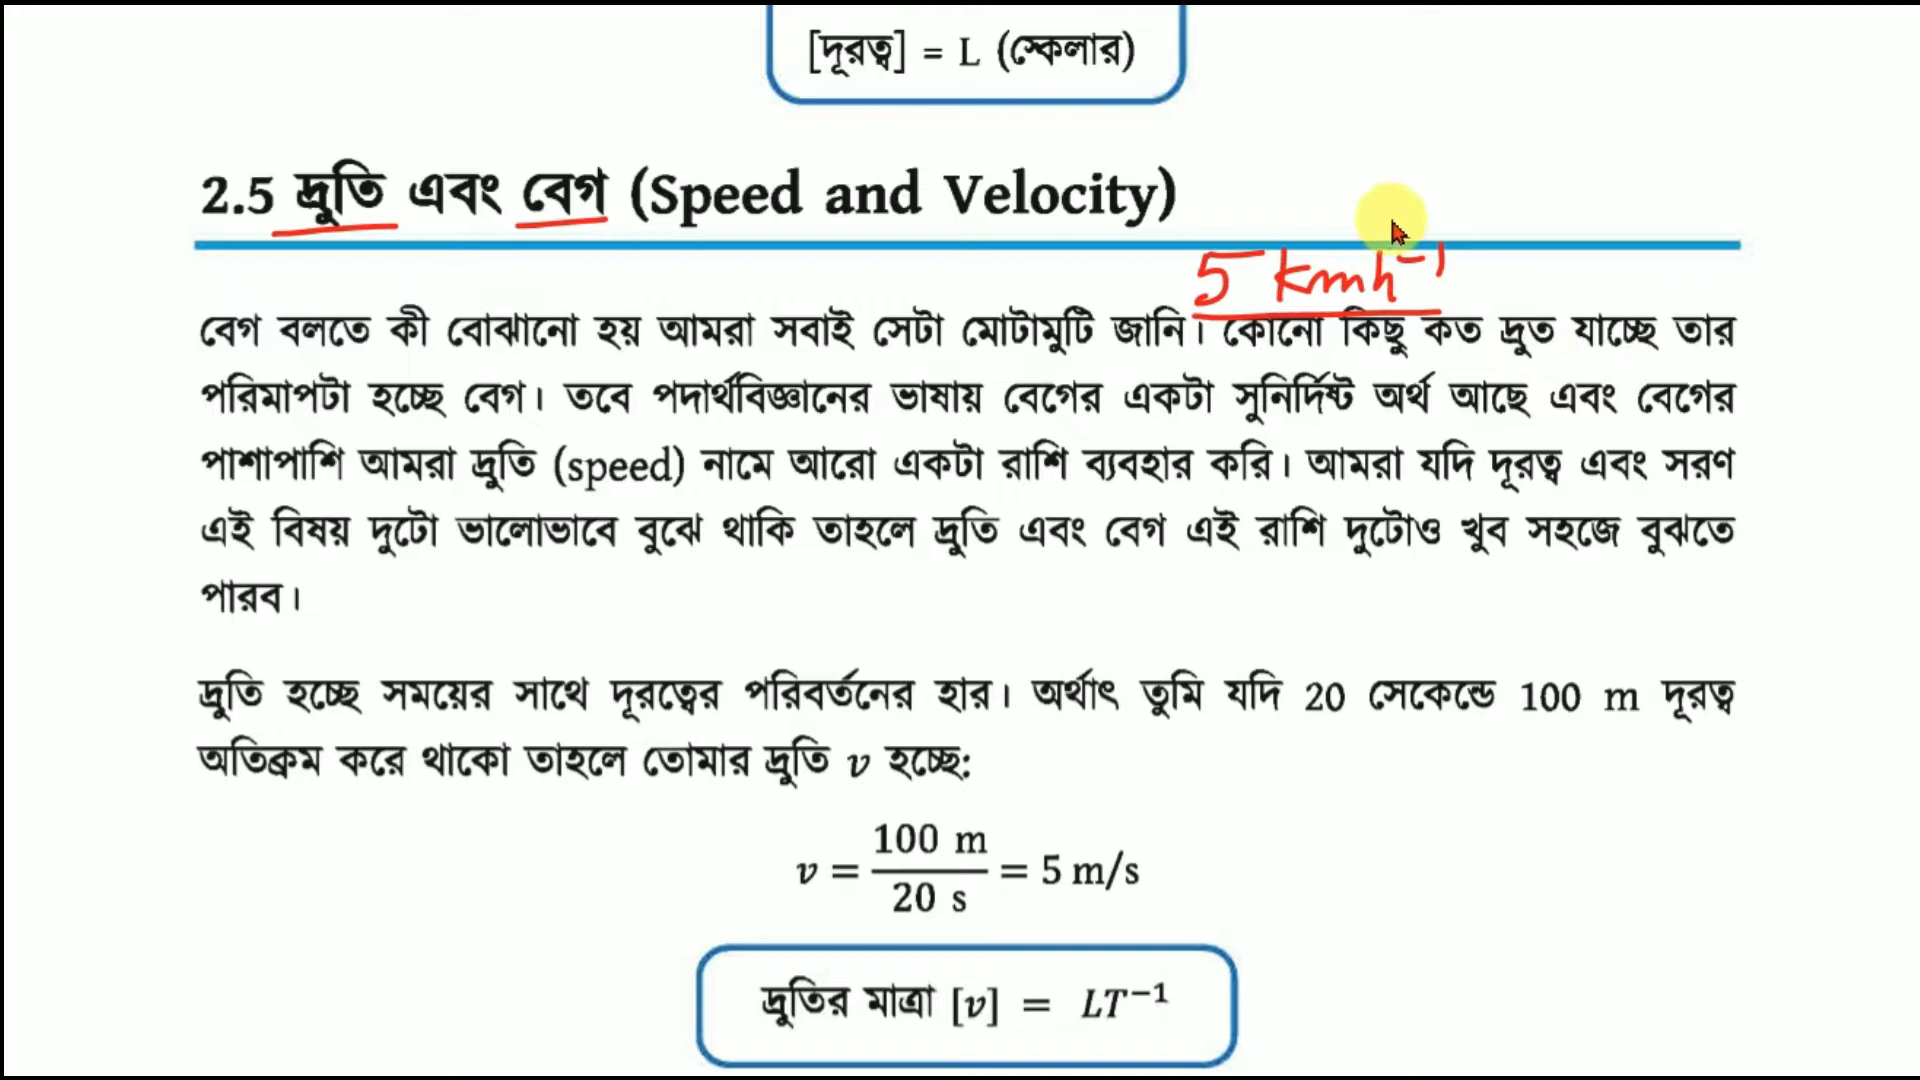 [দূরত্ব] = L (স্কেলার)
2.5 দ্রুতি এবং বেগ (Speed and Velocity)
5 kmh⁻¹
বেগ বলতে কী বোঝানো হয় আমরা সবাই সেটা মোটামুটি জানি। কোনো কিছু কত দ্রুত যাচ্ছে তার
পরিমাপটা হচ্ছে বেগ। তবে পদার্থবিজ্ঞানের ভাষায় বেগের একটা সুনির্দিষ্ট অর্থ আছে এবং বেগের
পাশাপাশি আমরা দ্রুতি (speed) নামে আরো একটা রাশি ব্যবহার করি। আমরা যদি দূরত্ব এবং সরণ
এই বিষয় দুটো ভালোভাবে বুঝে থাকি তাহলে দ্রুতি এবং বেগ এই রাশি দুটোও খুব সহজে বুঝতে
পারব।
দ্রুতি হচ্ছে সময়ের সাথে দূরত্বের পরিবর্তনের হার। অর্থাৎ তুমি যদি 20 সেকেন্ডে 100 m দূরত্ব
অতিক্রম করে থাকো তাহলে তোমার দ্রুতি v হচ্ছে:
v = 100 m / 20 s = 5 m/s
দ্রুতির মাত্রা [v] = LT⁻¹